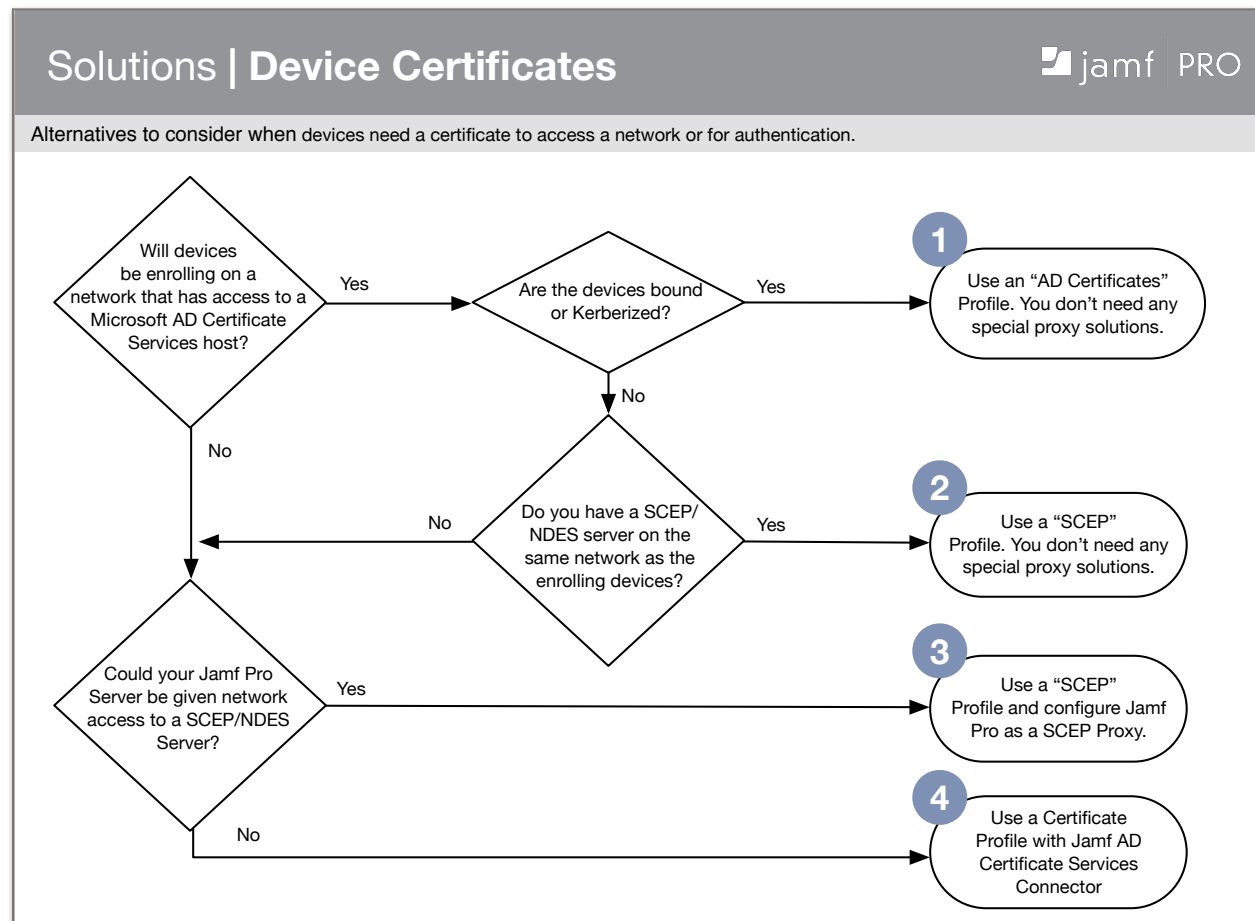 Solutions | Device Certificates
jamf PRO
Alternatives to consider when devices need a certificate to access a network or for authentication.
Will devices
be enrolling on a
network that has access to a
Microsoft AD Certificate
Services host?
Yes
Are the devices bound
or Kerberized?
Yes
1
Use an “AD Certificates”
Profile. You don’t need any
special proxy solutions.
No
No
Do you have a SCEP/
NDES server on the
same network as the
enrolling devices?
No
Yes
2
Use a “SCEP”
Profile. You don’t need any
special proxy solutions.
Could your Jamf Pro
Server be given network
access to a SCEP/NDES
Server?
Yes
3
Use a “SCEP”
Profile and configure Jamf
Pro as a SCEP Proxy.
No
4
Use a Certificate
Profile with Jamf AD
Certificate Services
Connector